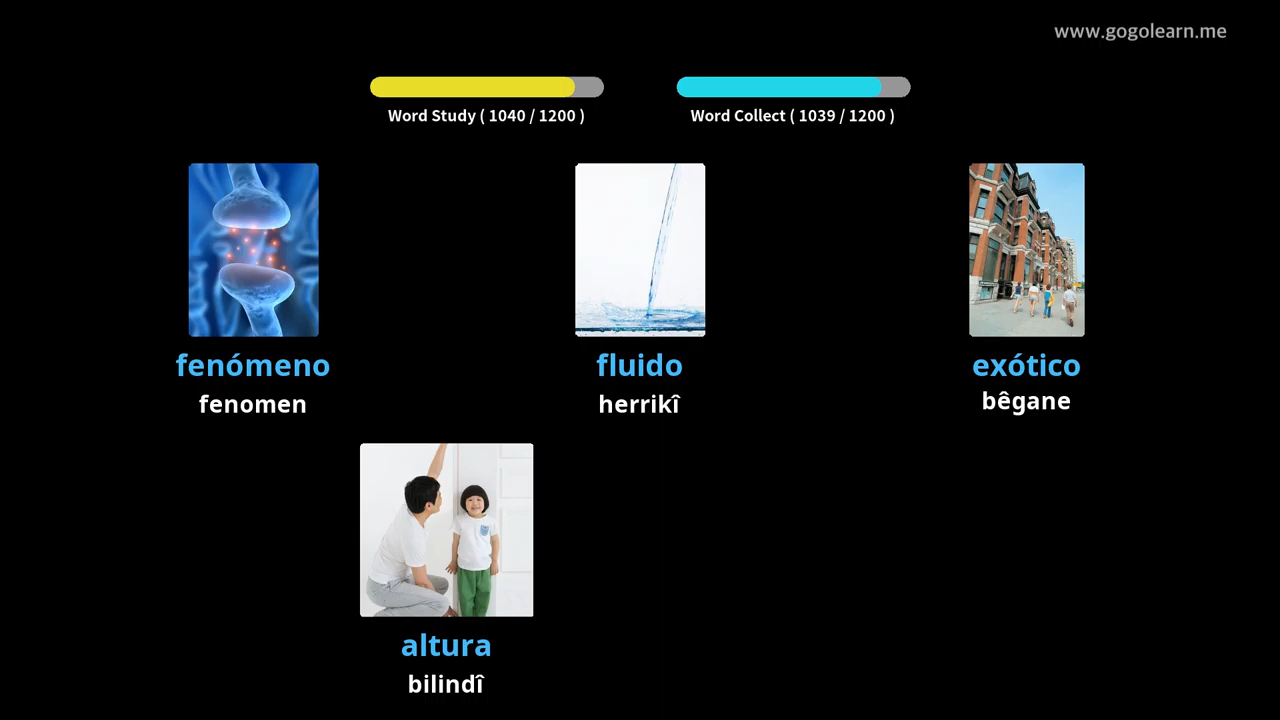 www.gogolearn.me
Word Study ( 1040 / 1200 )
Word Collect ( 1039 / 1200 )
fenómeno
fenomen
fluido
herrikî
exótico
bêgane
altura
bilindî